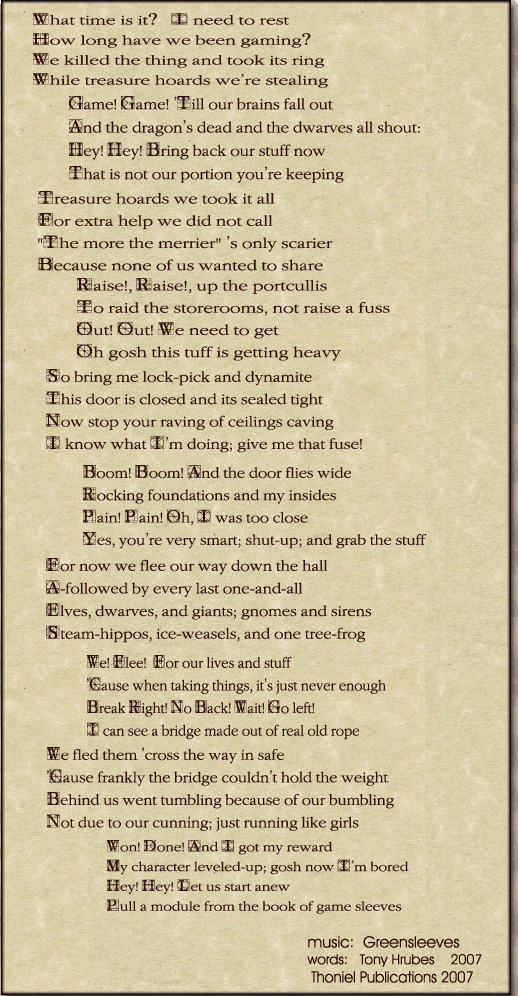 What time is it? I need to rest
How long have we been gaming?
We killed the thing and took its ring
While treasure hoards we're stealing
Game! Game! 'Till our brains fall out
And the dragon's dead and the dwarves all shout:
Hey! Hey! Bring back our stuff now
That is not our portion you're keeping
Treasure hoards we took it all
For extra help we did not call
"The more the merrier" 's only scarier
Because none of us wanted to share
Raise!, Raise!, up the portcullis
To raid the storerooms, not raise a fuss
Out! Out! We need to get
Oh gosh this tuff is getting heavy
So bring me lock-pick and dynamite
This door is closed and its sealed tight
Now stop your raving of ceilings caving
I know what I'm doing; give me that fuse!
Boom! Boom! And the door flies wide
Rocking foundations and my insides
Pain! Pain! Oh, I was too close
Yes, you're very smart; shut-up; and grab the stuff
For now we flee our way down the hall
A-followed by every last one-and-all
Elves, dwarves, and giants; gnomes and sirens
Steam-hippos, ice-weasels, and one tree-frog
We! Flee! For our lives and stuff
'Cause when taking things, it's just never enough
Break Right! No Back! Wait! Go left!
I can see a bridge made out of real old rope
We fled them 'cross the way in safe
'Cause frankly the bridge couldn't hold the weight
Behind us went tumbling because of our bumbling
Not due to our cunning; just running like girls
Won! Done! And I got my reward
My character leveled-up; gosh now I'm bored
Hey! Hey! Let us start anew
Pull a module from the book of game sleeves
music: Greensleeves
words: Tony Hrubes 2007
Thoniel Publications 2007